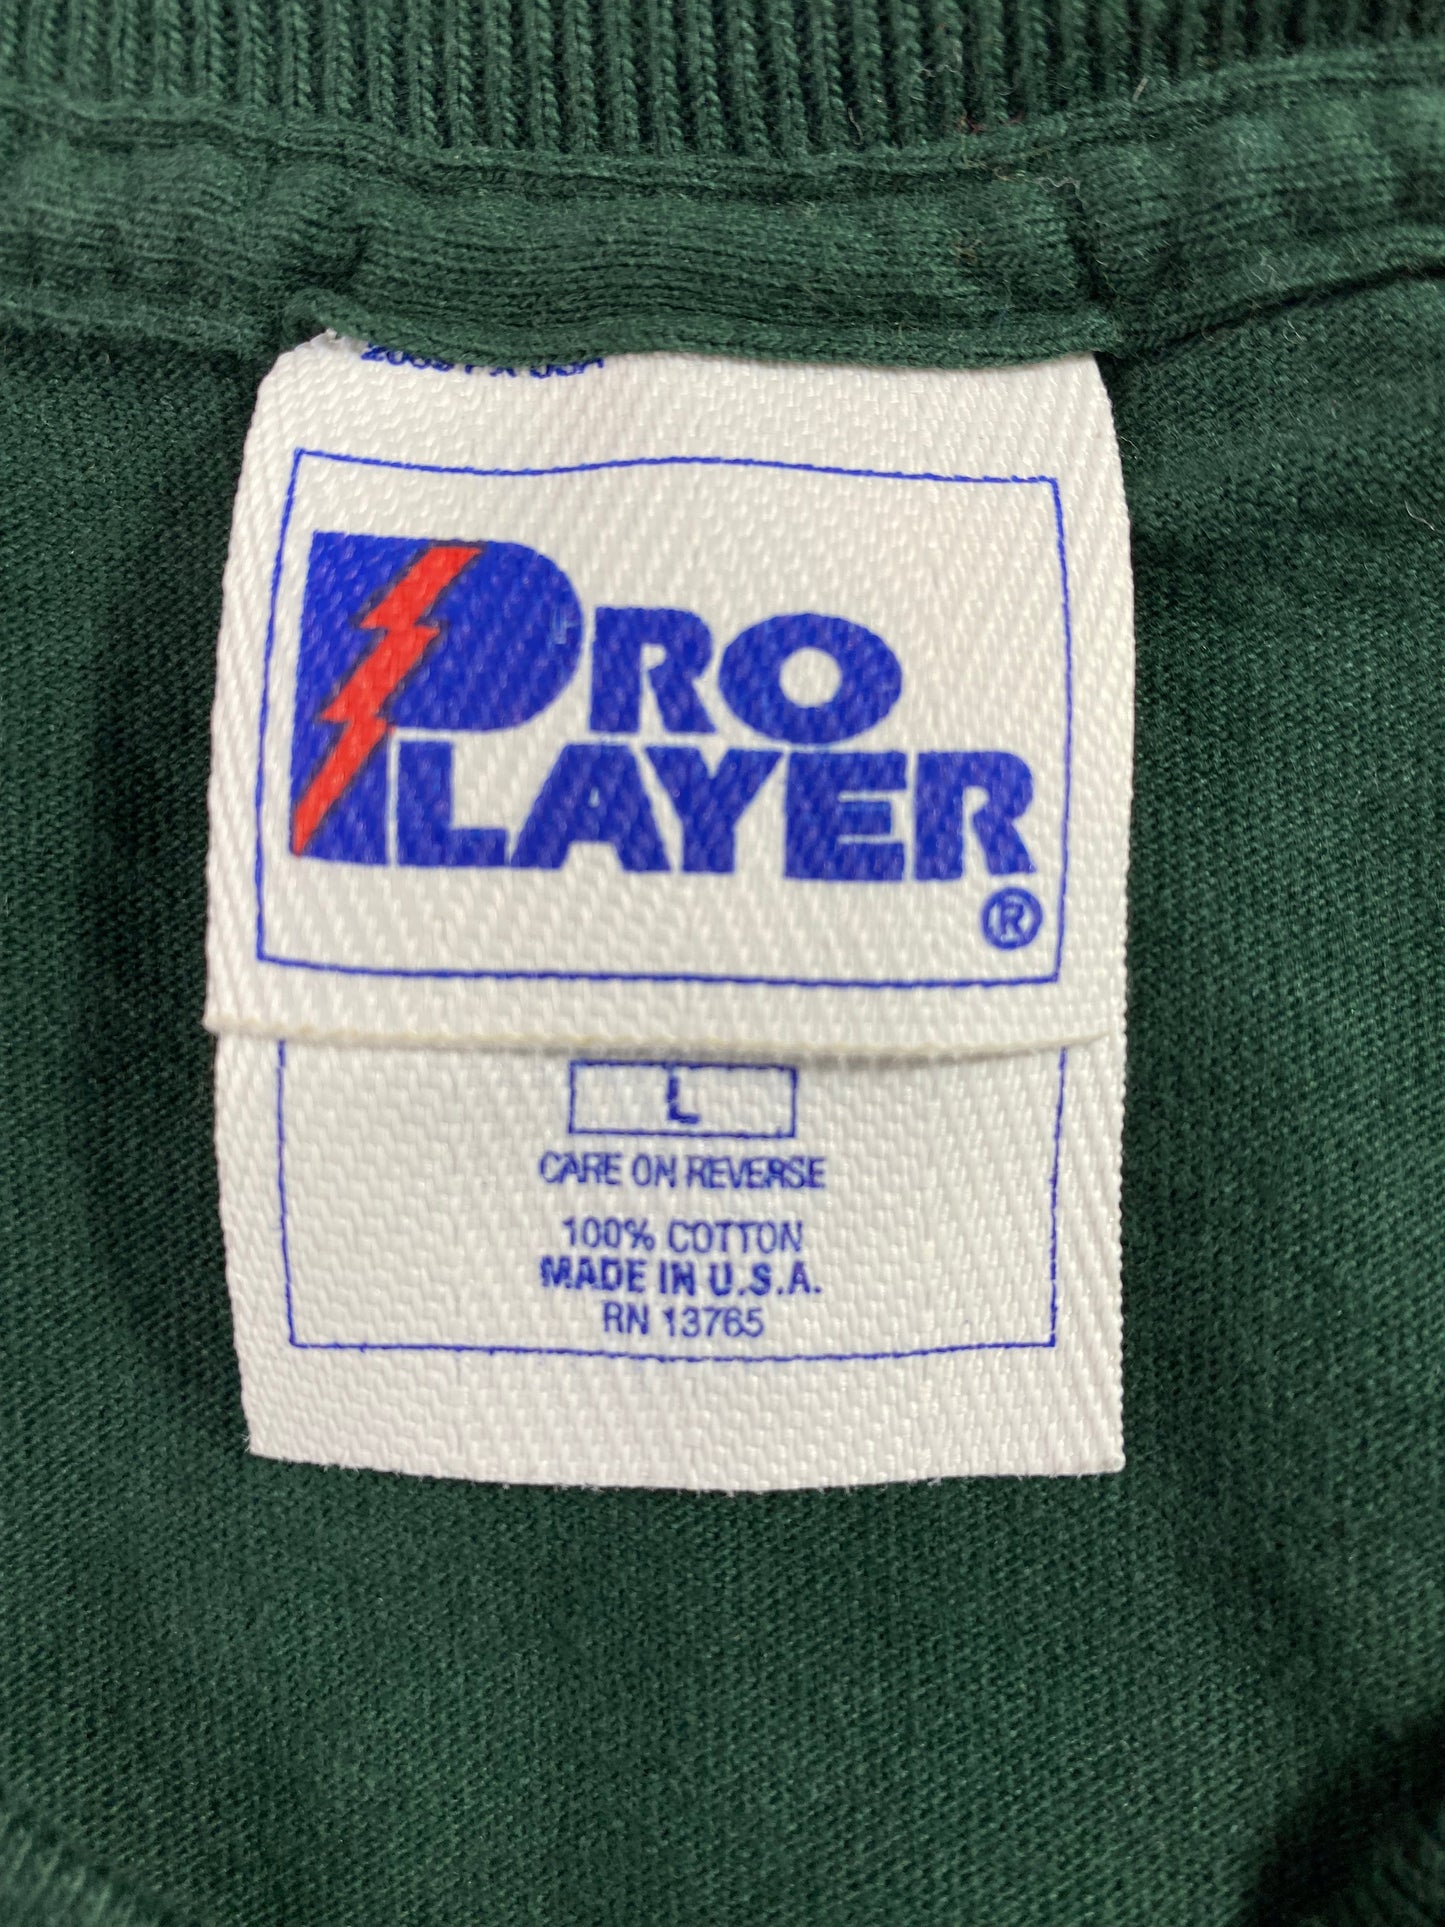 PRO
PLAYER
®
L
CARE ON REVERSE
100% COTTON
MADE IN U.S.A.
RN 13765